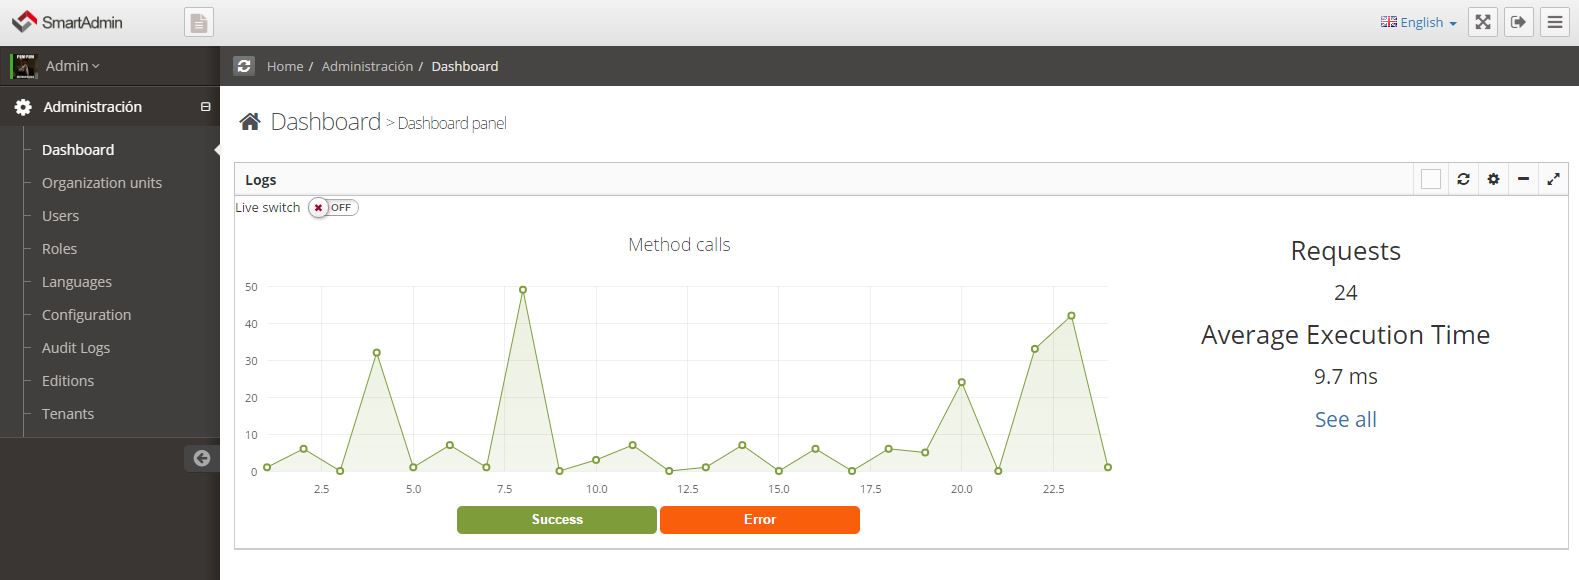 SmartAdmin
English
Admin
Home / Administración / Dashboard
Administración
Dashboard
Organization units
Users
Roles
Languages
Configuration
Audit Logs
Editions
Tenants
Dashboard > Dashboard panel
Logs
Live switch OFF
Method calls
50
40
30
20
10
0
2.5 5.0 7.5 10.0 12.5 15.0 17.5 20.0 22.5
Success Error
Requests
24
Average Execution Time
9.7 ms
See all